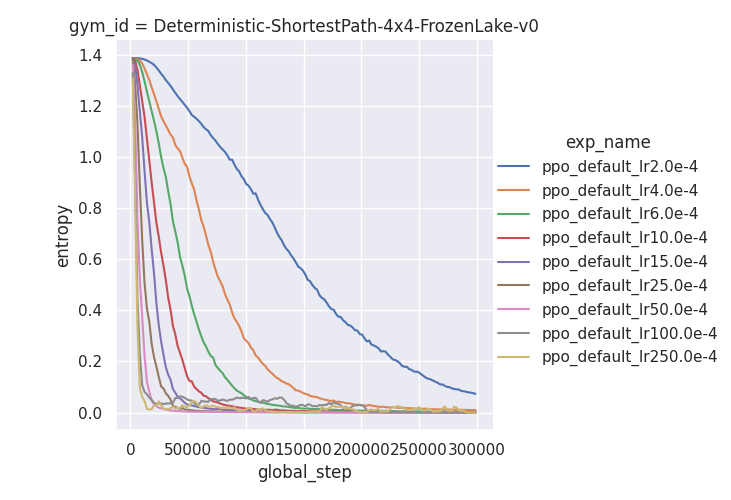 gym_id = Deterministic-ShortestPath-4x4-FrozenLake-v0
1.4
1.2
1.0
0.8
0.6
0.4
0.2
0.0
entropy
0 50000 100000 150000 200000 250000 300000
global_step
exp_name
ppo_default_lr2.0e-4
ppo_default_lr4.0e-4
ppo_default_lr6.0e-4
ppo_default_lr10.0e-4
ppo_default_lr15.0e-4
ppo_default_lr25.0e-4
ppo_default_lr50.0e-4
ppo_default_lr100.0e-4
ppo_default_lr250.0e-4